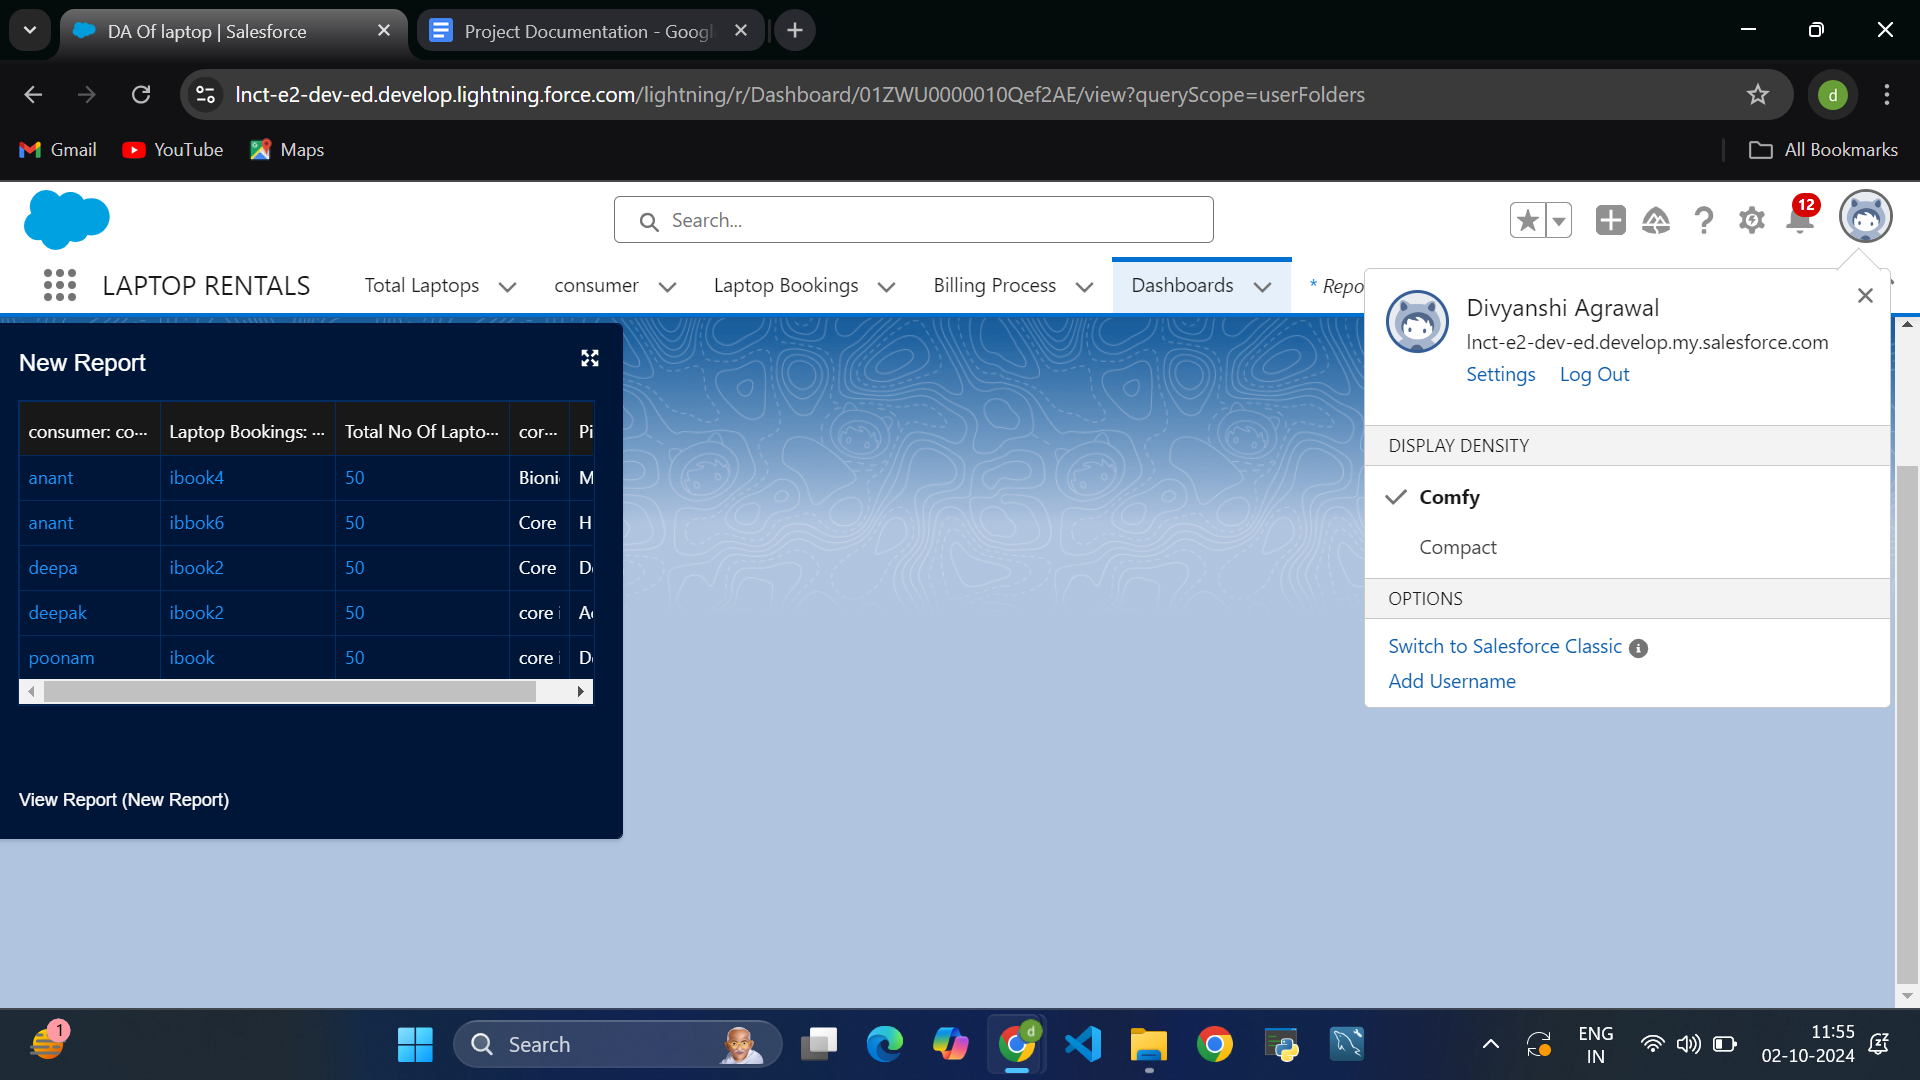 DA Of laptop | Salesforce
Project Documentation - Googl
lnct-e2-dev-ed.develop.lightning.force.com/lightning/r/Dashboard/01ZWU0000010Qef2AE/view?queryScope=userFolders
d
Gmail
YouTube
Maps
All Bookmarks
Search...
12
LAPTOP RENTALS
Total Laptops
consumer
Laptop Bookings
Billing Process
Dashboards
* Repo
New Report
consumer: co...
Laptop Bookings: ...
Total No Of Lapto...
cor...
Pi
anant
ibook4
50
Bioni
M
anant
ibbok6
50
Core
H
deepa
ibook2
50
Core
De
deepak
ibook2
50
core i
Ac
poonam
ibook
50
core i
De
View Report (New Report)
Divyanshi Agrawal
lnct-e2-dev-ed.develop.my.salesforce.com
Settings
Log Out
DISPLAY DENSITY
Comfy
Compact
OPTIONS
Switch to Salesforce Classic
Add Username
1
Search
d
ENG
IN
11:55
02-10-2024